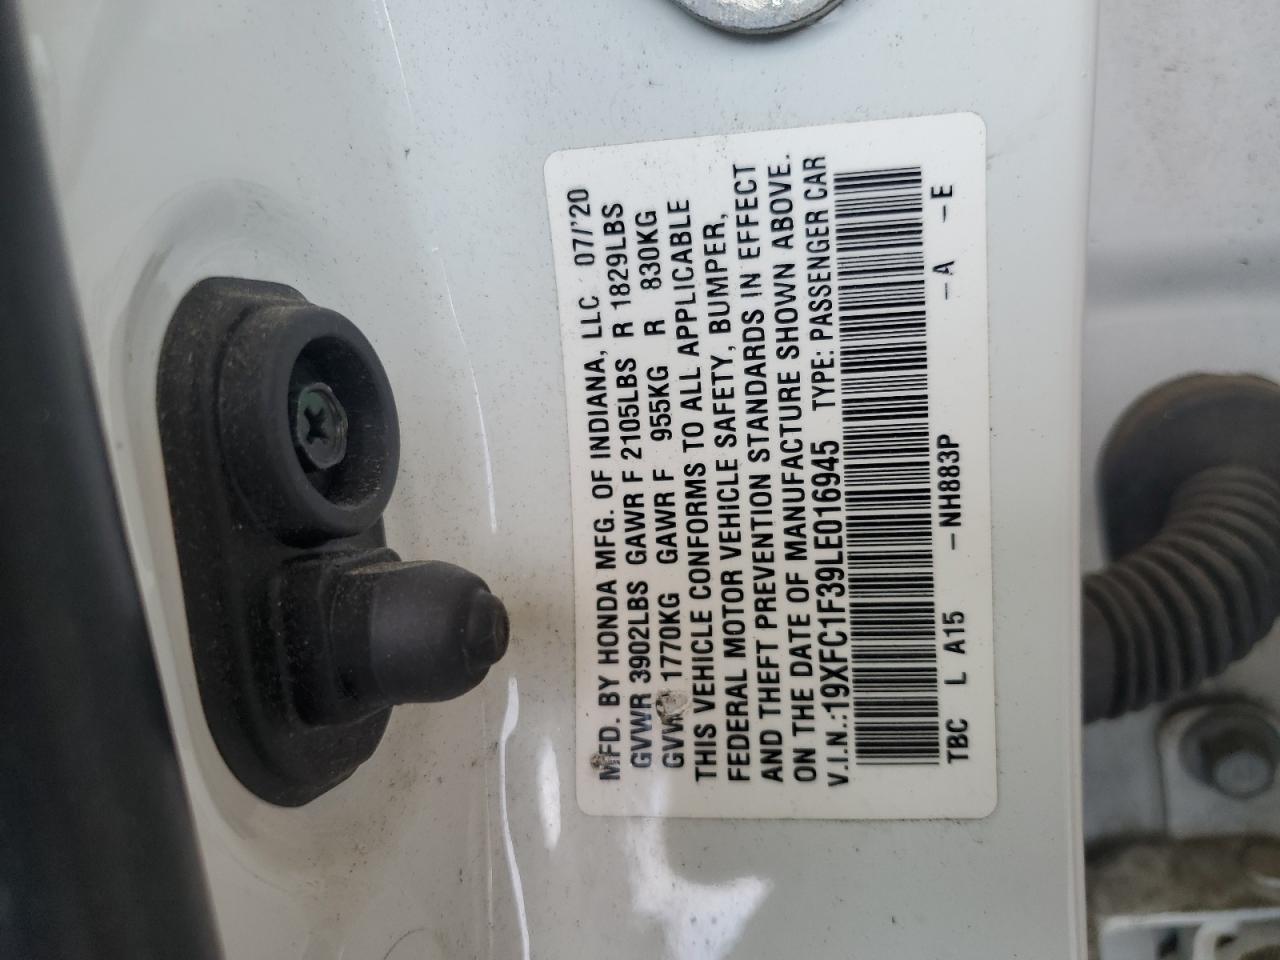 MFD. BY HONDA MFG. OF INDIANA, LLC 07/'20
GVWR 3902LBS GAWR F 2105LBS R 1829LBS
GVWR 1770KG GAWR F 955KG R 830KG
THIS VEHICLE CONFORMS TO ALL APPLICABLE
FEDERAL MOTOR VEHICLE SAFETY, BUMPER,
AND THEFT PREVENTION STANDARDS IN EFFECT
ON THE DATE OF MANUFACTURE SHOWN ABOVE.
V.I.N.:19XFC1F39LE016945 TYPE: PASSENGER CAR
TBC L A15 -NH883P -A -E